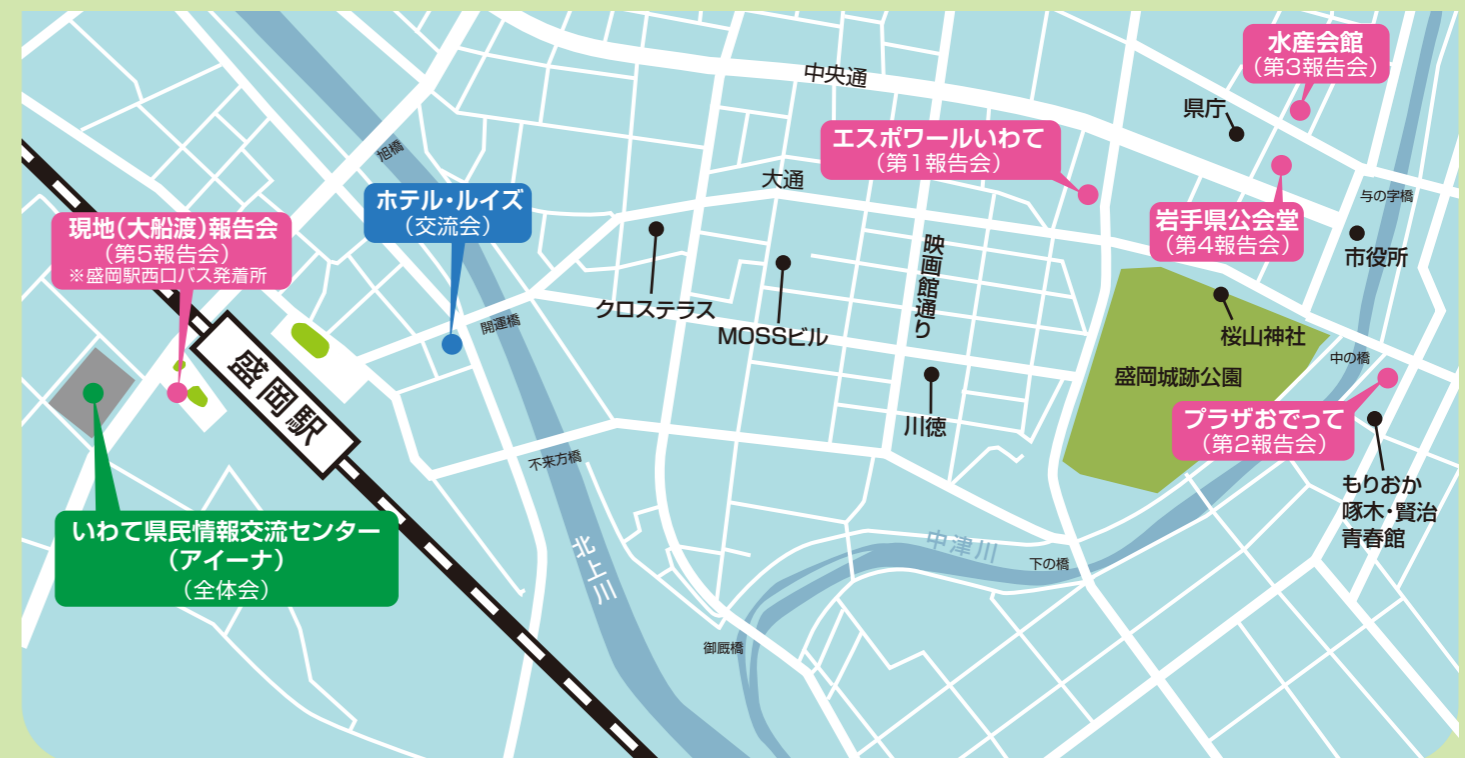 水産会館
（第3報告会）
中央通
県庁
エスポワールいわて
（第1報告会）
旭橋
大通
ホテル・ルイズ
（交流会）
与の字橋
現地（大船渡）報告会
（第5報告会）
※盛岡駅西口バス発着所
岩手県公会堂
（第4報告会）
市役所
映画館通り
クロステラス
開運橋
MOSSビル
桜山神社
中の橋
盛岡駅
盛岡城跡公園
川徳
プラザおでって
（第2報告会）
不来方橋
もりおか
啄木・賢治
青春館
いわて県民情報交流センター
（アイーナ）
（全体会）
北上川
中津川
下の橋
御厩橋